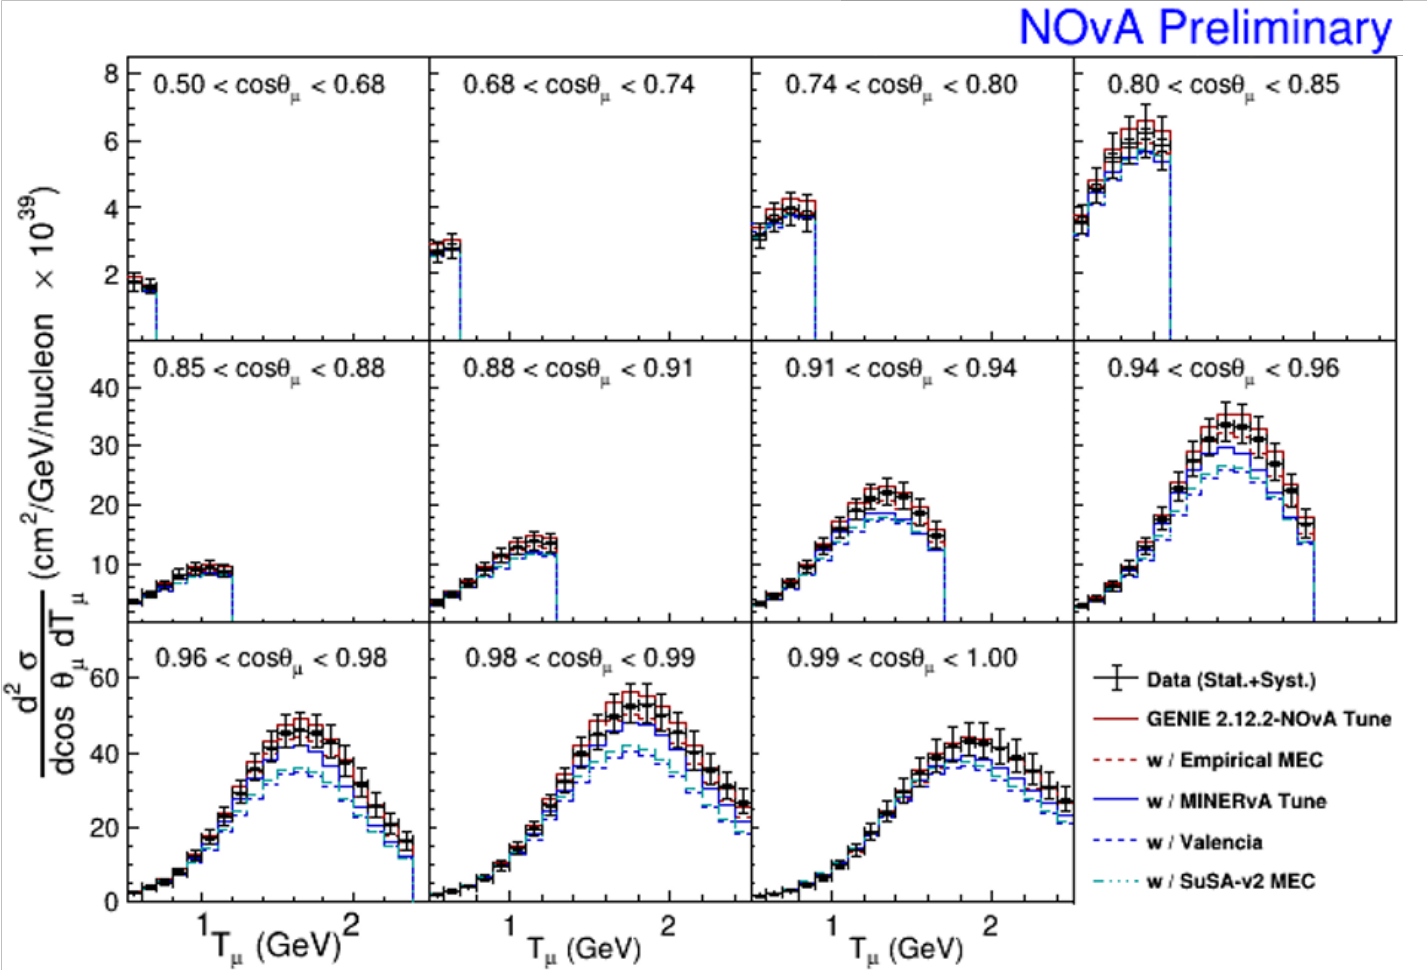 NOvA Preliminary
d² σ / dcos θμ dTμ (cm²/GeV/nucleon × 10³⁹)
8
6
4
2
0.50 < cosθμ < 0.68
0.68 < cosθμ < 0.74
0.74 < cosθμ < 0.80
0.80 < cosθμ < 0.85
40
30
20
10
0.85 < cosθμ < 0.88
0.88 < cosθμ < 0.91
0.91 < cosθμ < 0.94
0.94 < cosθμ < 0.96
60
40
20
0
0.96 < cosθμ < 0.98
0.98 < cosθμ < 0.99
0.99 < cosθμ < 1.00
1 2
1 2
1 2
Tμ (GeV)
Tμ (GeV)
Tμ (GeV)
Data (Stat.+Syst.)
GENIE 2.12.2-NOvA Tune
w / Empirical MEC
w / MINERvA Tune
w / Valencia
w / SuSA-v2 MEC